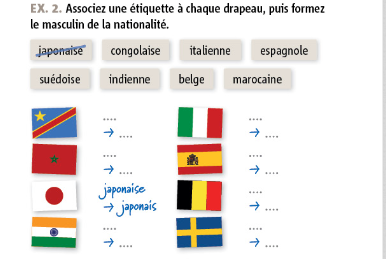 EX. 2. Associez une étiquette à chaque drapeau, puis formez
le masculin de la nationalité.
japonaise congolaise italienne espagnole
suédoise indienne belge marocaine
.... ....
→ .... → ....
.... ....
→ .... → ....
japonaise ....
→ japonais → ....
.... ....
→ .... → ....